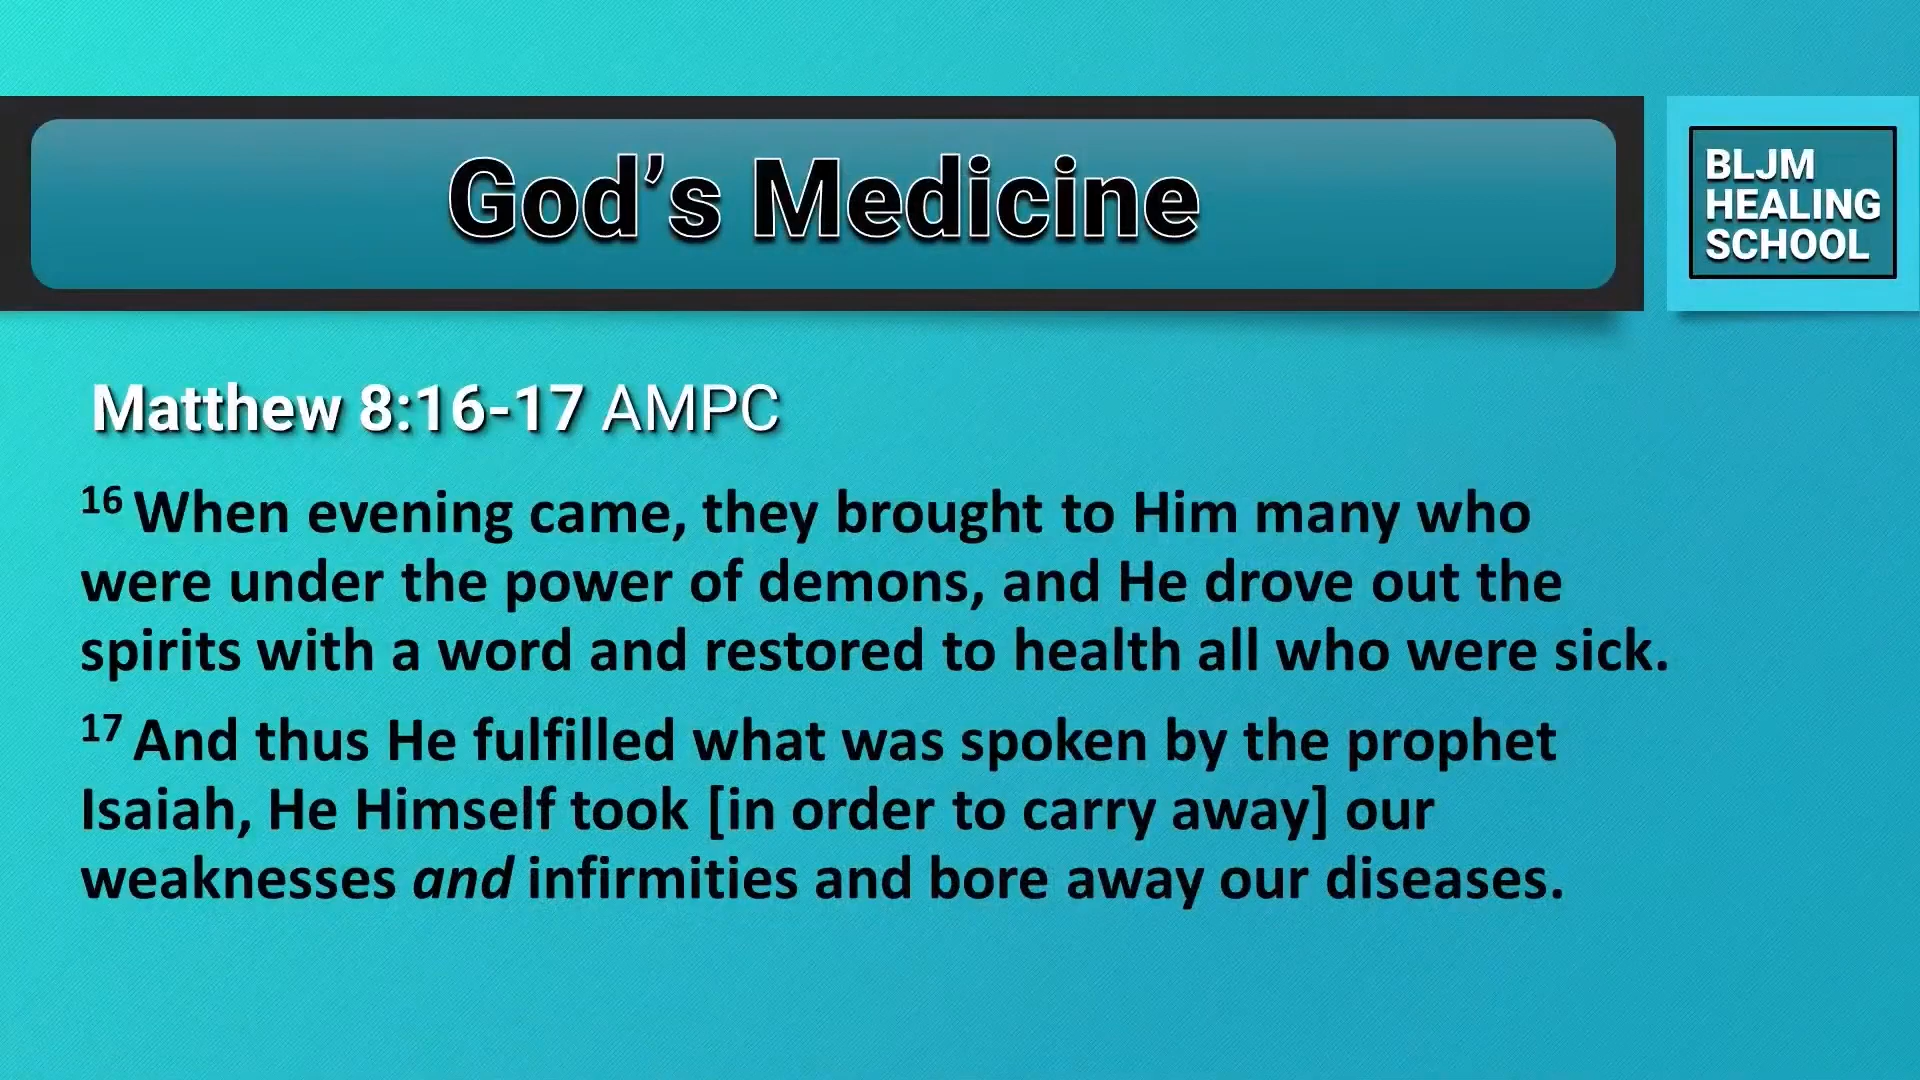 God’s Medicine
BLJM
HEALING
SCHOOL
Matthew 8:16-17 AMPC
16 When evening came, they brought to Him many who
were under the power of demons, and He drove out the
spirits with a word and restored to health all who were sick.
17 And thus He fulfilled what was spoken by the prophet
Isaiah, He Himself took [in order to carry away] our
weaknesses and infirmities and bore away our diseases.